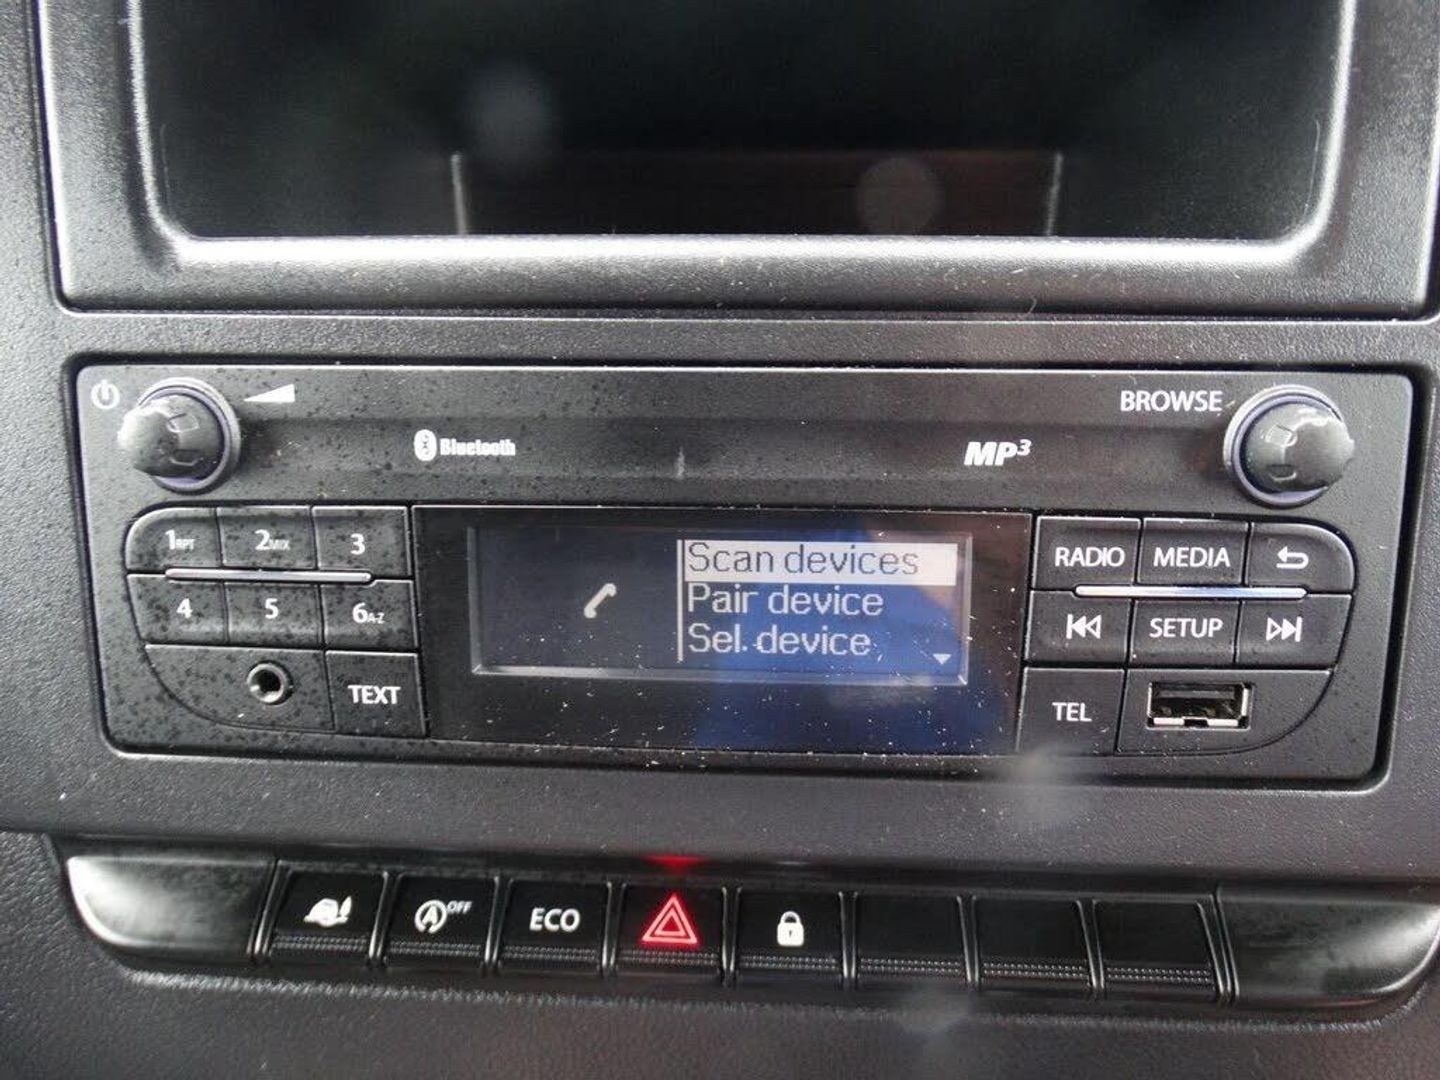 BROWSE
Bluetooth
MP3
1RPT 2MIX 3
4 5 6A-Z
TEXT
Scan devices
Pair device
Sel. device
RADIO MEDIA
SETUP
TEL
A OFF
ECO